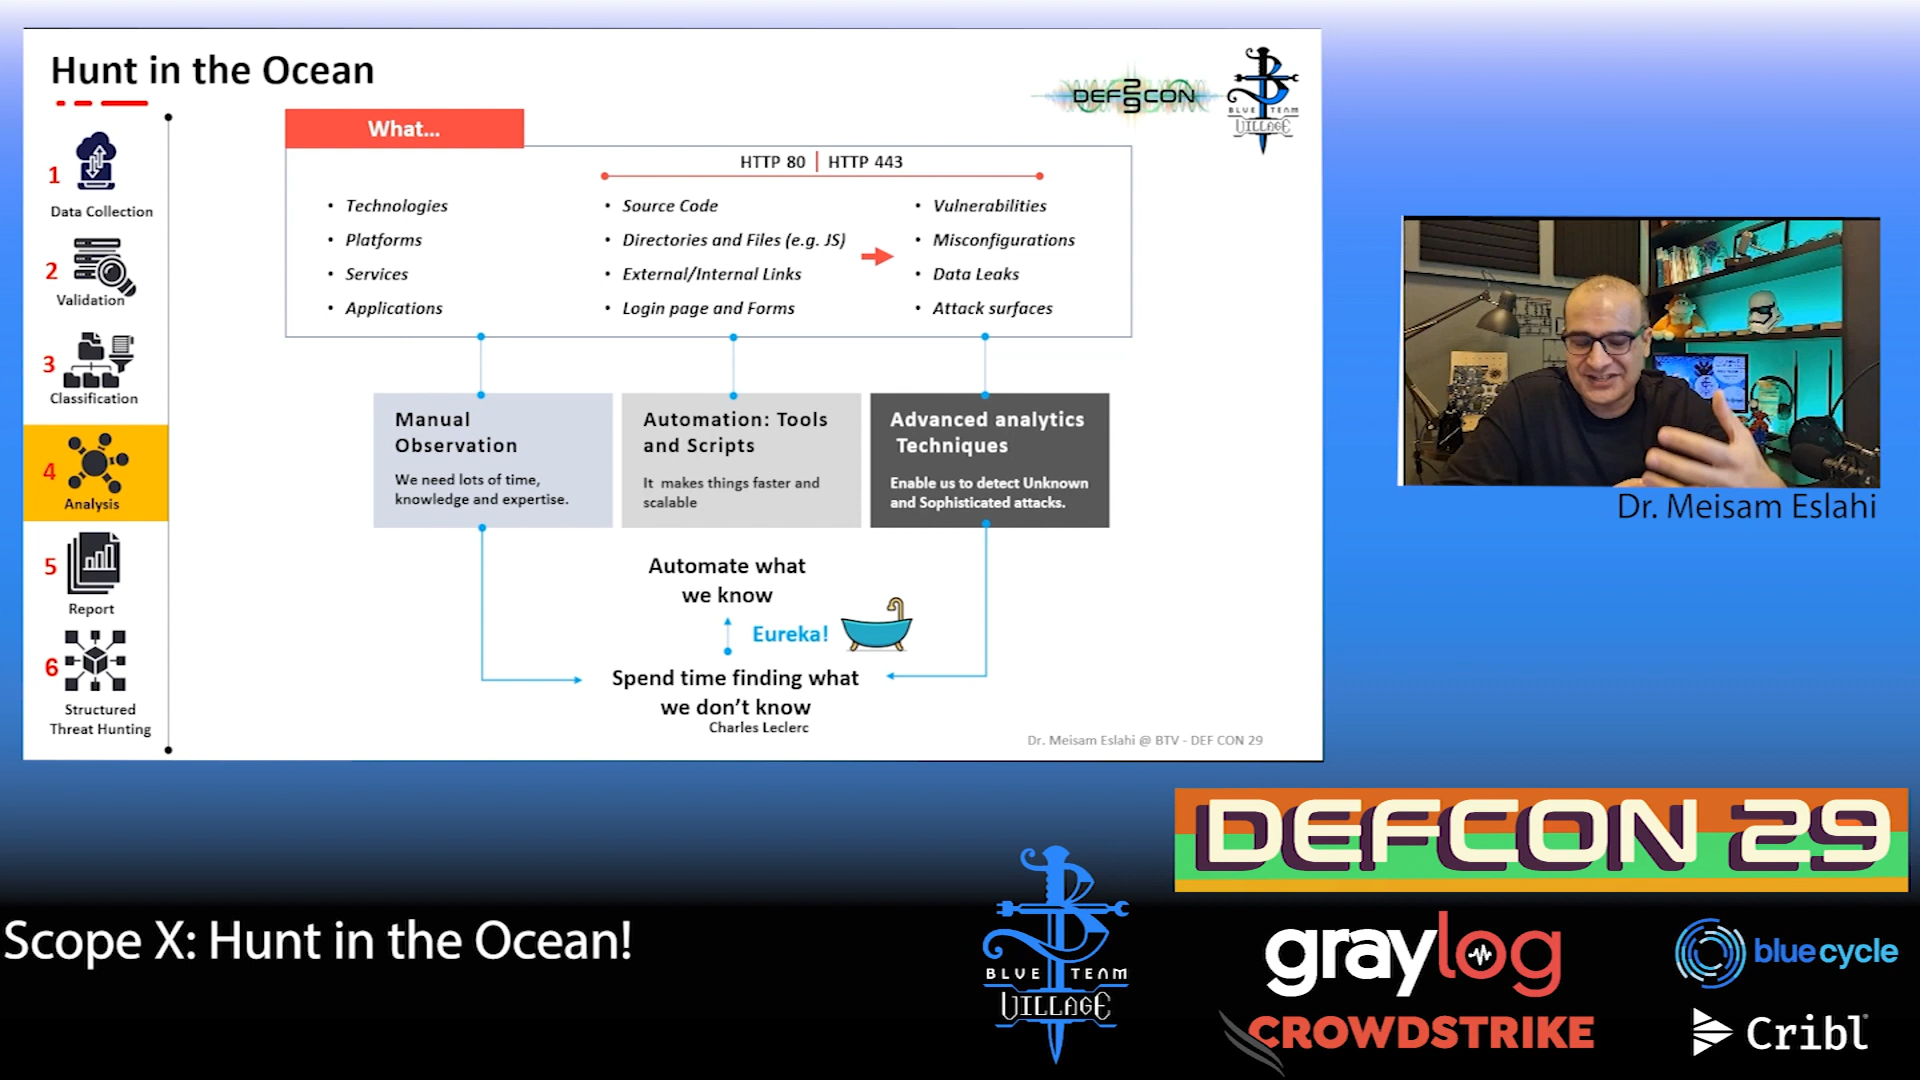 Hunt in the Ocean
DEF CON 29
BLUE TEAM
VILLAGE
1
Data Collection
2
Validation
3
Classification
4
Analysis
5
Report
6
Structured
Threat Hunting
What...
HTTP 80 | HTTP 443
• Technologies
• Platforms
• Services
• Applications
• Source Code
• Directories and Files (e.g. JS)
• External/Internal Links
• Login page and Forms
• Vulnerabilities
• Misconfigurations
• Data Leaks
• Attack surfaces
Manual
Observation
We need lots of time,
knowledge and expertise.
Automation: Tools
and Scripts
It makes things faster and
scalable
Advanced analytics
Techniques
Enable us to detect Unknown
and Sophisticated attacks.
Automate what
we know
Eureka!
Spend time finding what
we don't know
Charles Leclerc
Dr. Meisam Eslahi @ BTV - DEF CON 29
Dr. Meisam Eslahi
DEFCON 29
Scope X: Hunt in the Ocean!
BLUE TEAM
VILLAGE
graylog
blue cycle
CROWDSTRIKE
Cribl